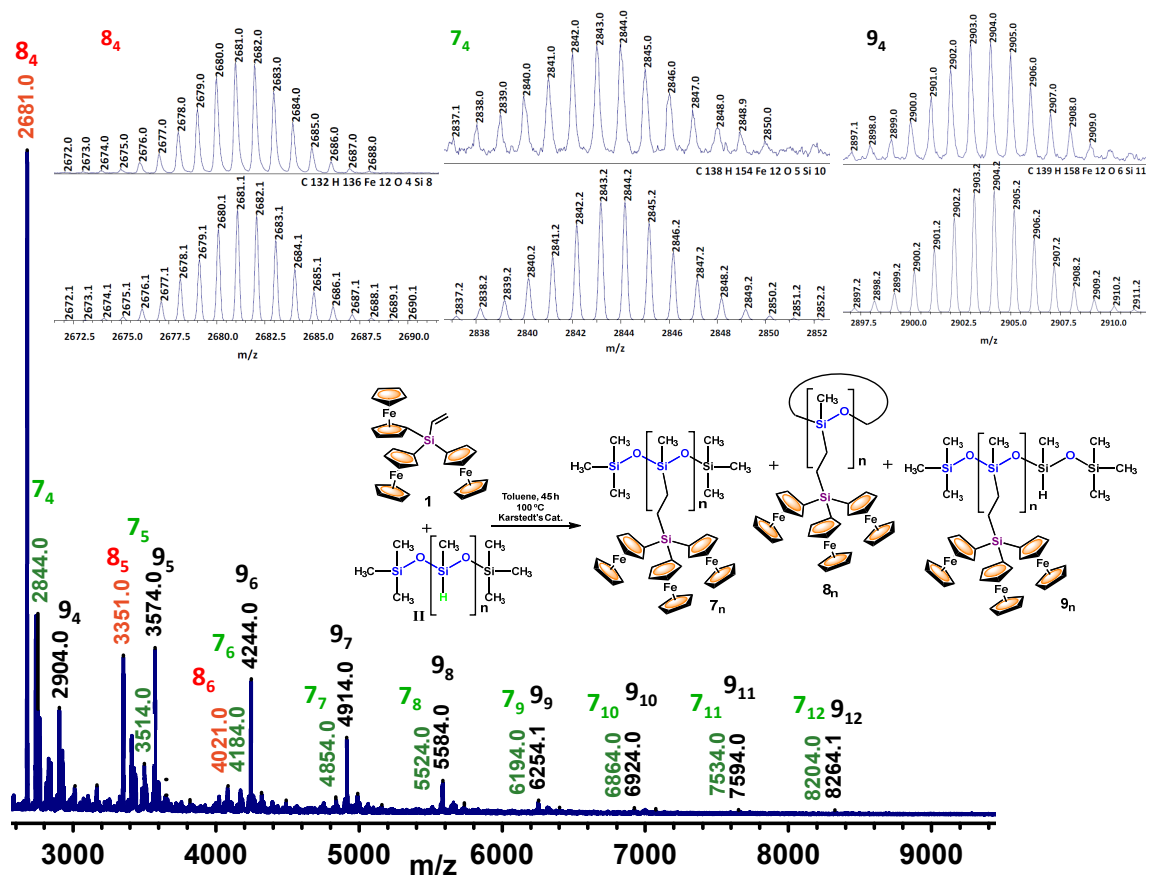 8₄
2681.0
8₄
2672.0 2673.0 2674.0 2675.0 2676.0 2677.0 2678.0 2679.0 2680.0 2681.0 2682.0 2683.0 2684.0 2685.0 2686.0 2687.0 2688.0
C 132 H 136 Fe 12 O 4 Si 8
2672.1 2673.1 2674.1 2675.1 2676.1 2677.1 2678.1 2679.1 2680.1 2681.1 2682.1 2683.1 2684.1 2685.1 2686.1 2687.1 2688.1 2689.1 2690.1
2672.5 2675.0 2677.5 2680.0 2682.5 2685.0 2687.5 2690.0
m/z
7₄
2837.1 2838.0 2839.0 2840.0 2841.0 2842.0 2843.0 2844.0 2845.0 2846.0 2847.0 2848.0 2848.9 2850.0
C 138 H 154 Fe 12 O 5 Si 10
2837.2 2838.2 2839.2 2840.2 2841.2 2842.2 2843.2 2844.2 2845.2 2846.2 2847.2 2848.2 2849.2 2850.2 2851.2 2852.2
2838 2840 2842 2844 2846 2848 2850 2852
m/z
9₄
2897.1 2898.0 2899.0 2900.0 2901.0 2902.0 2903.0 2904.0 2905.0 2906.0 2907.0 2908.0 2909.0
C 139 H 158 Fe 12 O 6 Si 11
2897.2 2898.2 2899.2 2900.2 2901.2 2902.2 2903.2 2904.2 2905.2 2906.2 2907.2 2908.2 2909.2 2910.2 2911.2
2897.5 2900.0 2902.5 2905.0 2907.5 2910.0
m/z
Fe
Si
Fe
Fe
1
+
CH₃ CH₃ CH₃
H₃C Si O Si O Si CH₃
CH₃ H CH₃
n
II
Toluene, 45 h
100 ºC
Karstedt's Cat.
CH₃ CH₃ CH₃
H₃C Si O Si O Si CH₃
CH₃ CH₃
n
Si
Fe Fe
Fe
7ₙ
+
CH₃
Si O
n
Si
Fe Fe
Fe
8ₙ
+
CH₃ CH₃ CH₃ CH₃
H₃C Si O Si O Si O Si CH₃
CH₃ H CH₃
n
Si
Fe Fe
Fe
9ₙ
7₄
2844.0
9₄
2904.0
8₅
3351.0
7₅
3514.0
9₅
3574.0
8₆
4021.0
7₆
4184.0
9₆
4244.0
7₇
4854.0
9₇
4914.0
7₈
5524.0
9₈
5584.0
7₉
6194.0
9₉
6254.1
7₁₀
6864.0
9₁₀
6924.0
7₁₁
7534.0
9₁₁
7594.0
7₁₂
8204.0
9₁₂
8264.1
3000 4000 5000 6000 7000 8000 9000
m/z